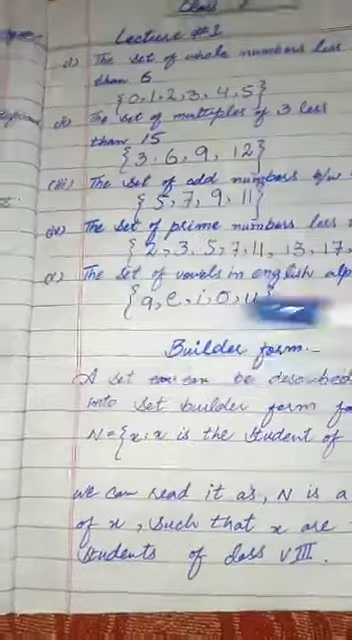 Class
Lecture #1
i) The set of whole numbers less
than 6
{0,1,2,3,4,5}
ii) The set of multiples of 3 less
than 15
{3,6,9,12}
(iii) The set of odd numbers b/w
{5,7,9,11}
(iv) The set of prime numbers less
{2,3,5,7,11,13,17,
(v) The set of vovels in english alp
{a,e,i,o,u}
Builder form.
A set can be described
into set builder form
N={x:x is the student of
we can read it as, N is a
of x, such that x are
students of class VIII.